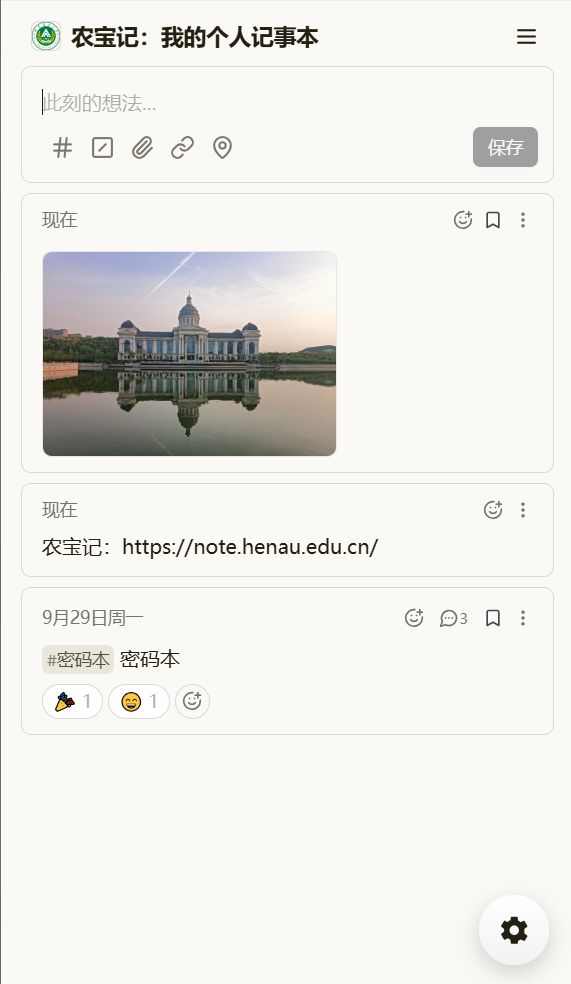 农宝记：我的个人记事本
此刻的想法...
保存
现在
现在
农宝记：https://note.henau.edu.cn/
9月29日周一
3
#密码本 密码本
1 1